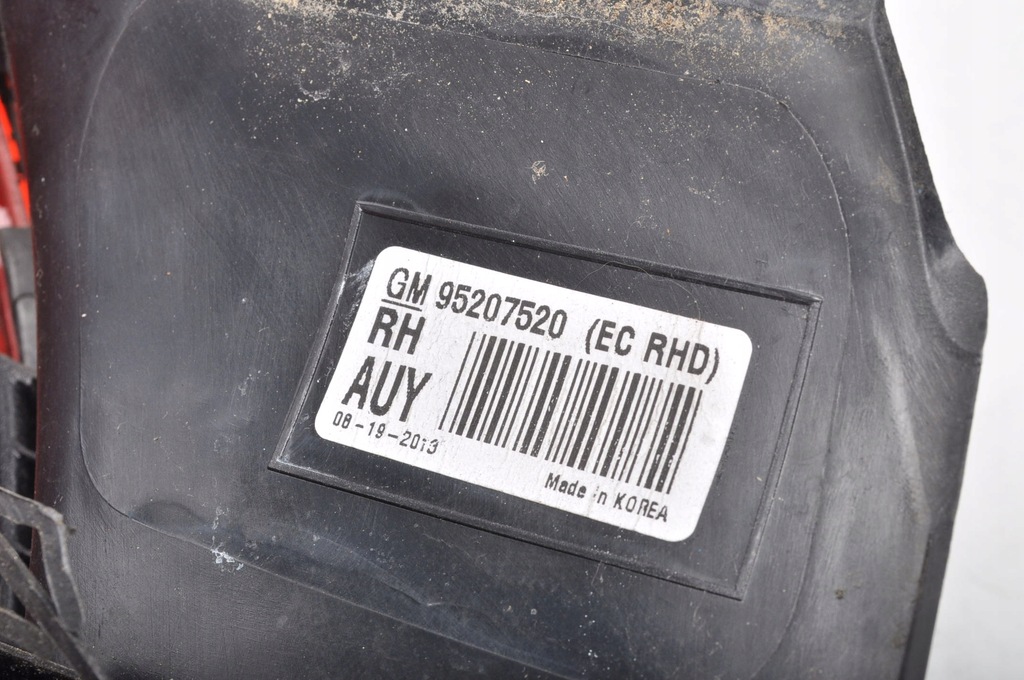 GM 95207520 (EC RHD)
RH
AUY
08-19-2013
Made in KOREA